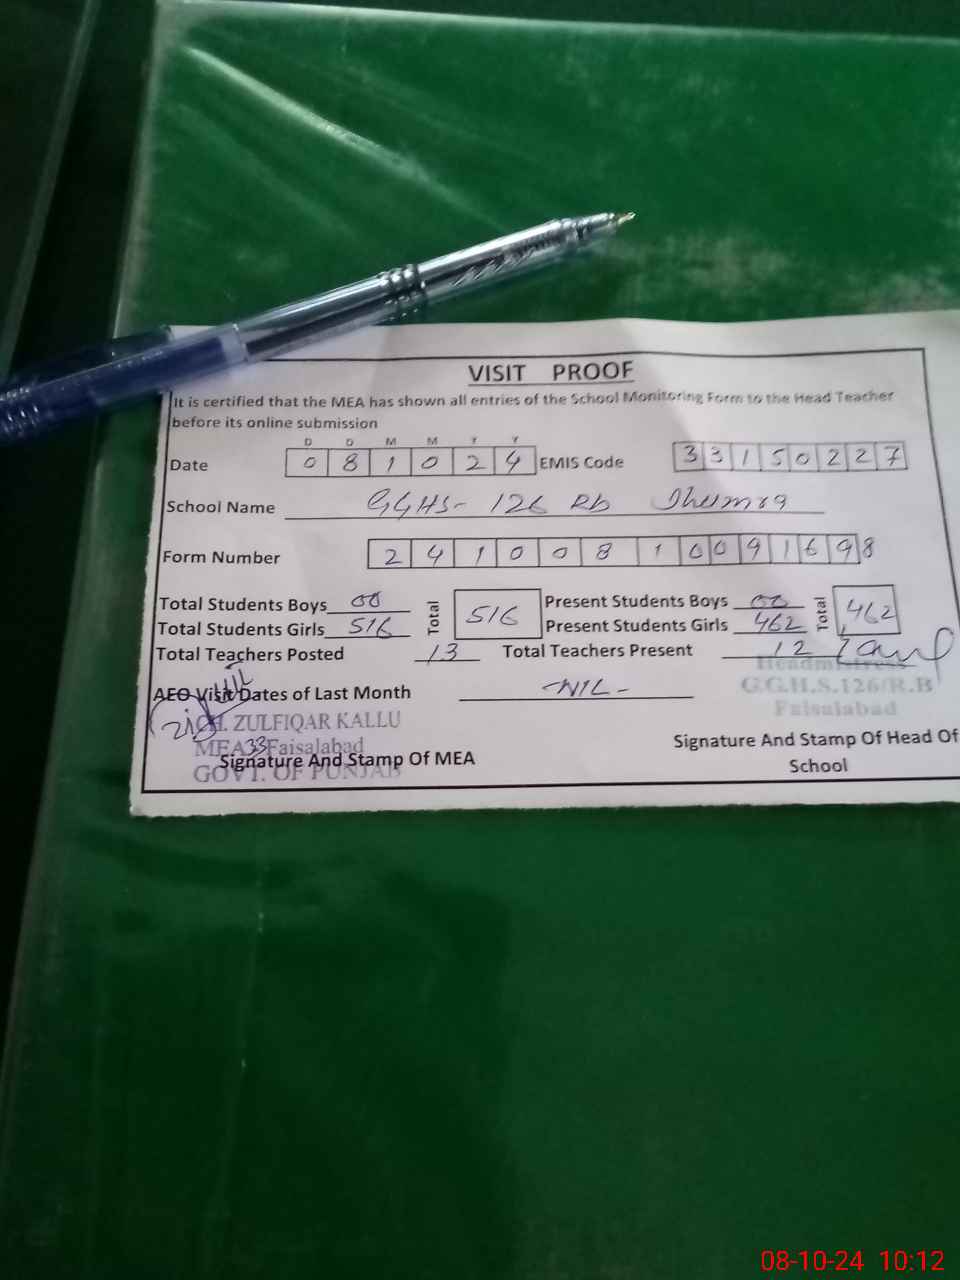 VISIT PROOF
It is certified that the MEA has shown all entries of the School Monitoring Form to the Head Teacher
before its online submission
D D M M Y Y
Date 0 8 1 0 2 4 EMIS Code 3 3 1 5 0 2 2 7
School Name GGHS- 126 Rb Jhumra
Form Number 2 4 1 0 0 8 1 0 0 9 1 6 9 8
Total Students Boys 00 Total 516 Present Students Boys 00 Total 462
Total Students Girls 516 Present Students Girls 462
Total Teachers Posted 13 Total Teachers Present 12
Headmistress
AEO Visit Dates of Last Month -NIL- G.G.H.S.126/R.B
Faisalabad
CH. ZULFIQAR KALLU
MEA 33 Faisalabad
Signature And Stamp Of MEA Signature And Stamp Of Head Of
School
GOVT. OF PUNJAB
08-10-24 10:12